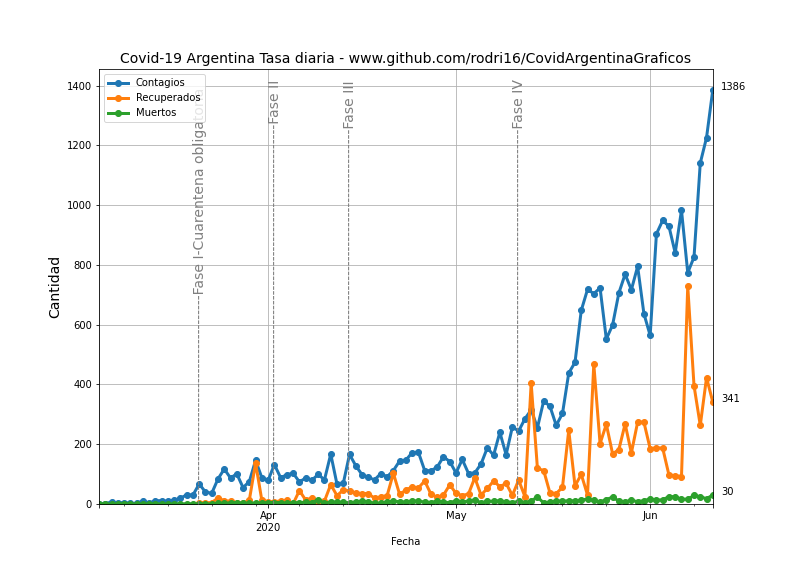 Covid-19 Argentina Tasa diaria - www.github.com/rodri16/CovidArgentinaGraficos
Contagios
Recuperados
Muertos
Fase I-Cuarentena obligatoria
Fase II
Fase III
Fase IV
1400
1200
1000
800
600
400
200
0
Cantidad
1386
341
30
Apr
2020
May
Jun
Fecha